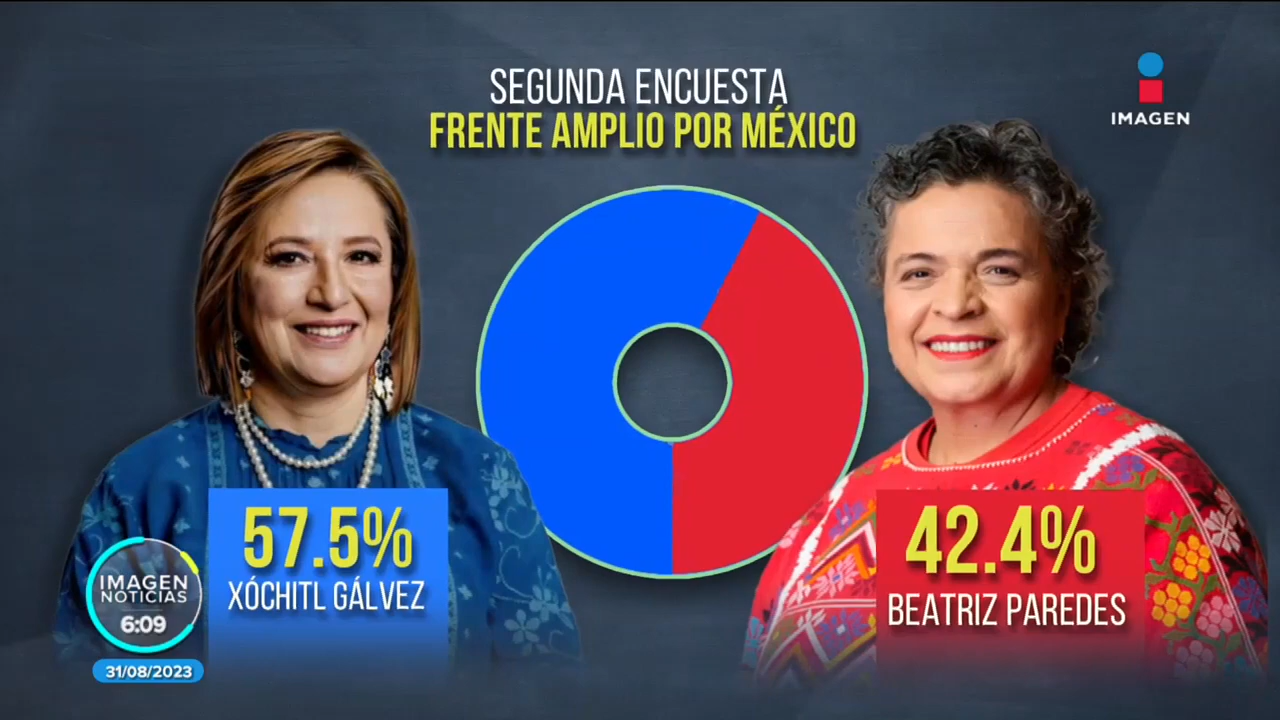 SEGUNDA ENCUESTA
FRENTE AMPLIO POR MÉXICO
IMAGEN
57.5%
XÓCHITL GÁLVEZ
42.4%
BEATRIZ PAREDES
IMAGEN
NOTICIAS
6:09
31/08/2023